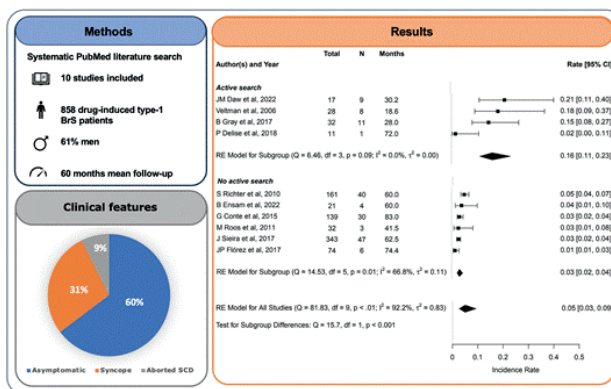 Methods
Systematic PubMed literature search
10 studies included
858 drug-induced type-1
BrS patients
61% men
60 months mean follow-up
Clinical features
9%
31%
60%
Asymptomatic Syncope Aborted SCD
Results
Total N Months
Author(s) and Year Rate [95% CI]
Active search
JM Daw et al, 2022 17 9 30.2 0.21 [0.11, 0.40]
Veltman et al, 2006 28 8 18.6 0.18 [0.09, 0.37]
B Gray et al, 2017 32 11 28.0 0.15 [0.08, 0.27]
P Delise et al, 2018 11 1 72.0 0.02 [0.00, 0.11]
RE Model for Subgroup (Q = 6.46, df = 3, p = 0.09; I² = 0.0%, τ² = 0.00) 0.16 [0.11, 0.23]
No active search
S Richter et al, 2010 161 40 60.0 0.05 [0.04, 0.07]
B Ensam et al, 2022 21 4 60.0 0.04 [0.01, 0.10]
G Conte et al, 2015 139 30 83.0 0.03 [0.02, 0.04]
M Roos et al, 2011 32 3 41.5 0.03 [0.01, 0.08]
J Sieira et al, 2017 343 47 62.5 0.03 [0.02, 0.04]
JP Flórez et al, 2017 74 6 74.4 0.01 [0.01, 0.03]
RE Model for Subgroup (Q = 14.53, df = 5, p = 0.01; I² = 66.8%, τ² = 0.11) 0.03 [0.02, 0.04]
RE Model for All Studies (Q = 81.83, df = 9, p < .01; I² = 92.2%, τ² = 0.83) 0.05 [0.03, 0.09]
Test for Subgroup Differences: Q = 15.7, df = 1, p < 0.001
0 0.1 0.2 0.3 0.4 0.5
Incidence Rate